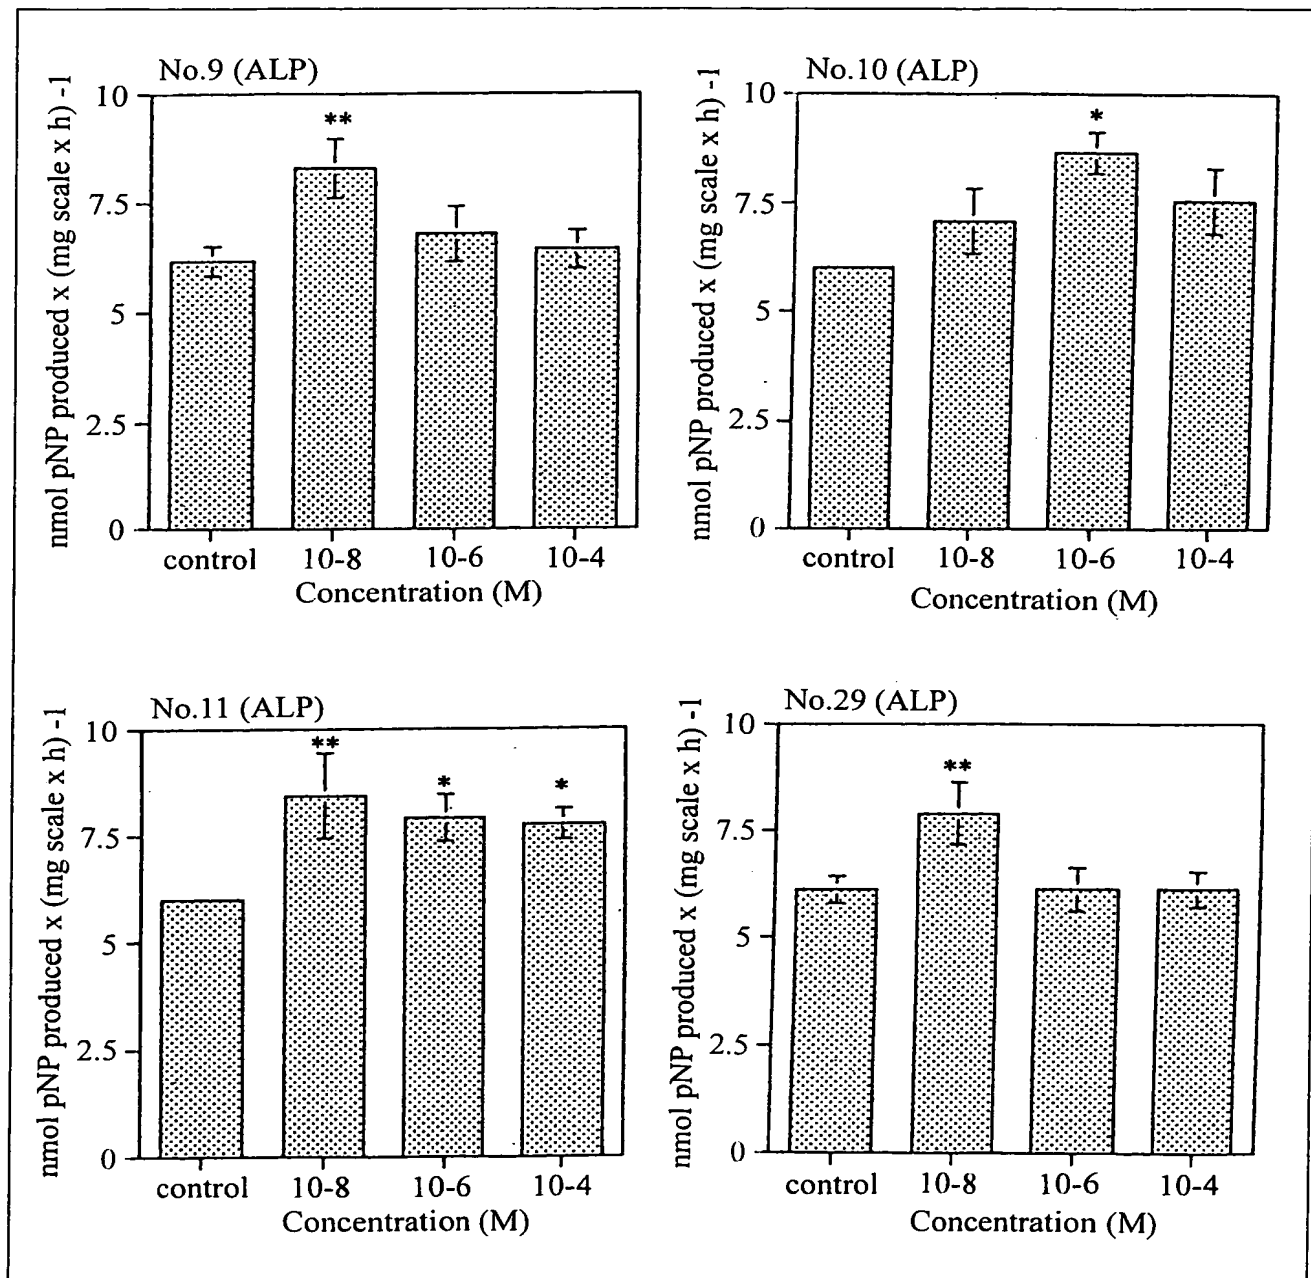 No.9 (ALP)
nmol pNP produced x (mg scale x h) -1
10
**
7.5
5
2.5
0
control 10-8 10-6 10-4
Concentration (M)
No.10 (ALP)
nmol pNP produced x (mg scale x h) -1
10
*
7.5
5
2.5
0
control 10-8 10-6 10-4
Concentration (M)
No.11 (ALP)
nmol pNP produced x (mg scale x h) -1
10
** * *
7.5
5
2.5
0
control 10-8 10-6 10-4
Concentration (M)
No.29 (ALP)
nmol pNP produced x (mg scale x h) -1
10
**
7.5
5
2.5
0
control 10-8 10-6 10-4
Concentration (M)